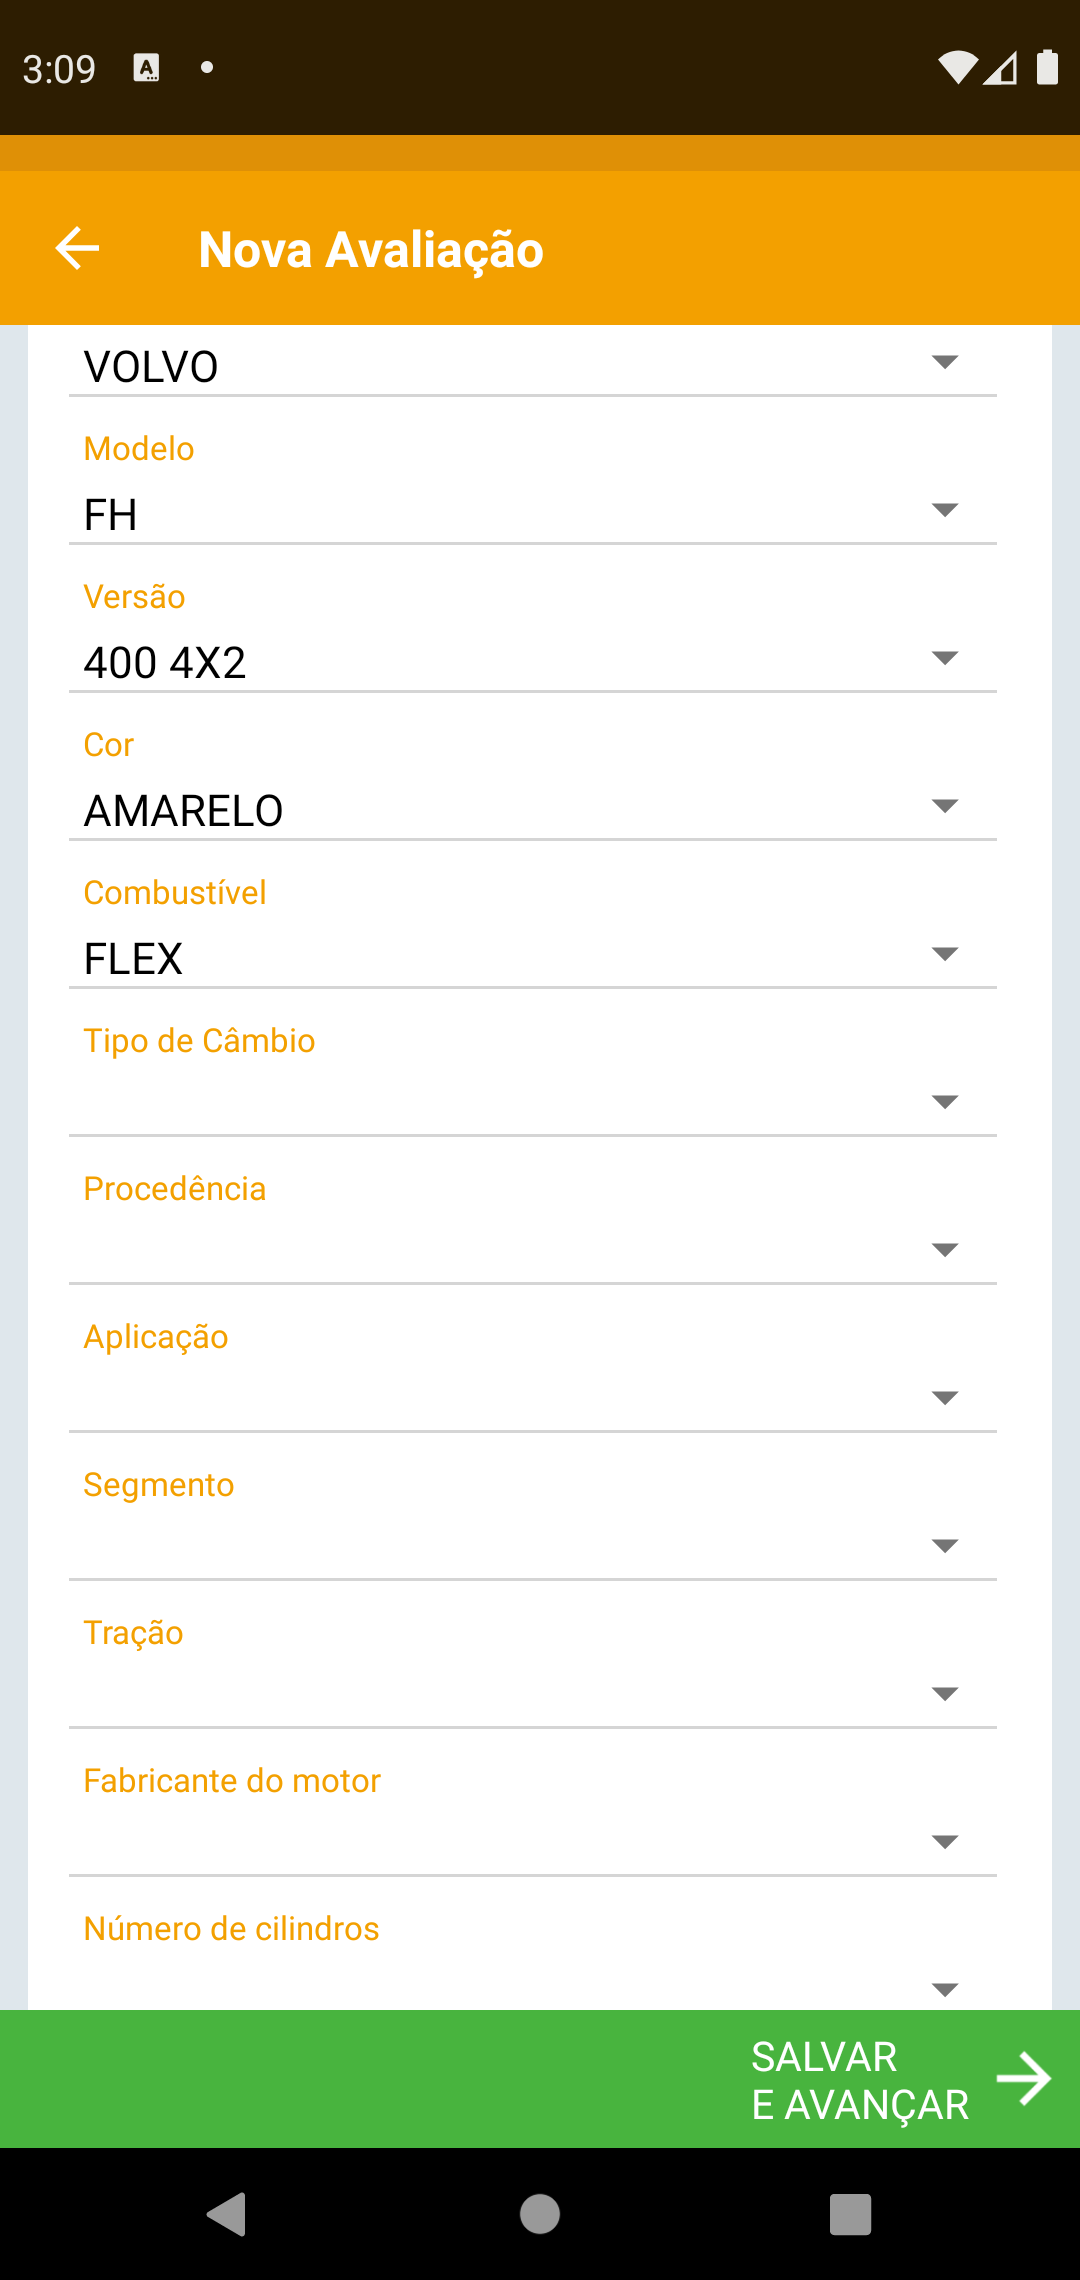 3:09
Nova Avaliação
VOLVO
Modelo
FH
Versão
400 4X2
Cor
AMARELO
Combustível
FLEX
Tipo de Câmbio
Procedência
Aplicação
Segmento
Tração
Fabricante do motor
Número de cilindros
SALVAR
E AVANÇAR